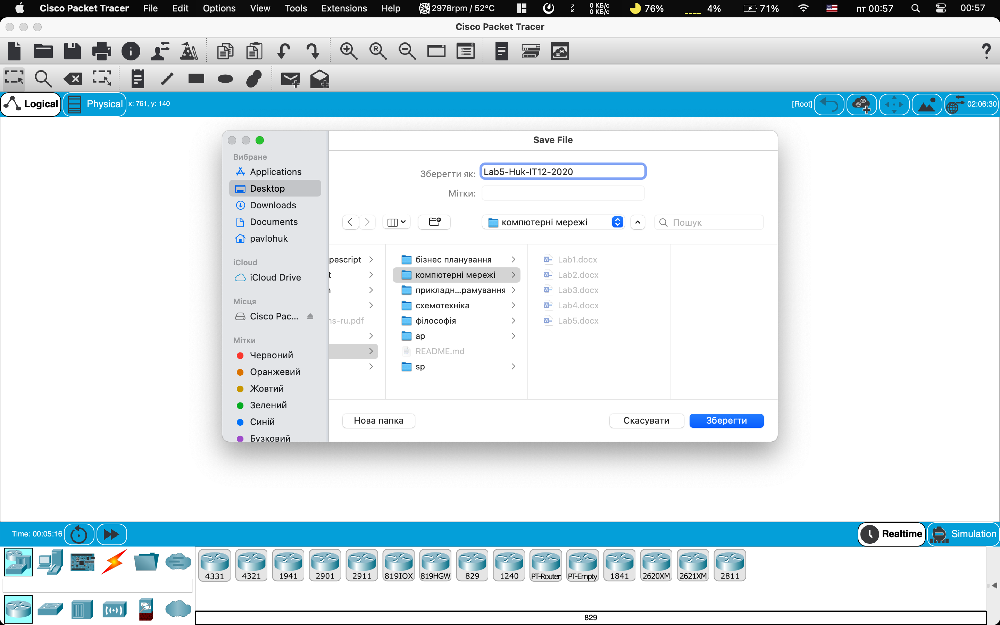 Cisco Packet Tracer File Edit Options View Tools Extensions Help 2978rpm / 52°C 0 КБ/с 0 КБ/с 76% 4% 71% пт 00:57 00:57
Cisco Packet Tracer
Logical Physical x: 761, y: 140 [Root] 02:06:30
Save File
Вибране
Applications
Desktop
Downloads
Documents
pavlohuk
iCloud
iCloud Drive
Місця
Cisco Pac...
Мітки
Червоний
Оранжевий
Жовтий
Зелений
Синій
Бузковий
Зберегти як: Lab5-Huk-IT12-2020
Мітки:
компютерні мережі Пошук
pescript
t
ns-ru.pdf
бізнес планування
компютерні мережі
прикладн...рамування
схемотехніка
філософія
ap
README.md
sp
Lab1.docx
Lab2.docx
Lab3.docx
Lab4.docx
Lab5.docx
Нова папка Скасувати Зберегти
Time: 00:05:16 Realtime Simulation
4331 4321 1941 2901 2911 819IOX 819HGW 829 1240 PT-Router PT-Empty 1841 2620XM 2621XM 2811
829